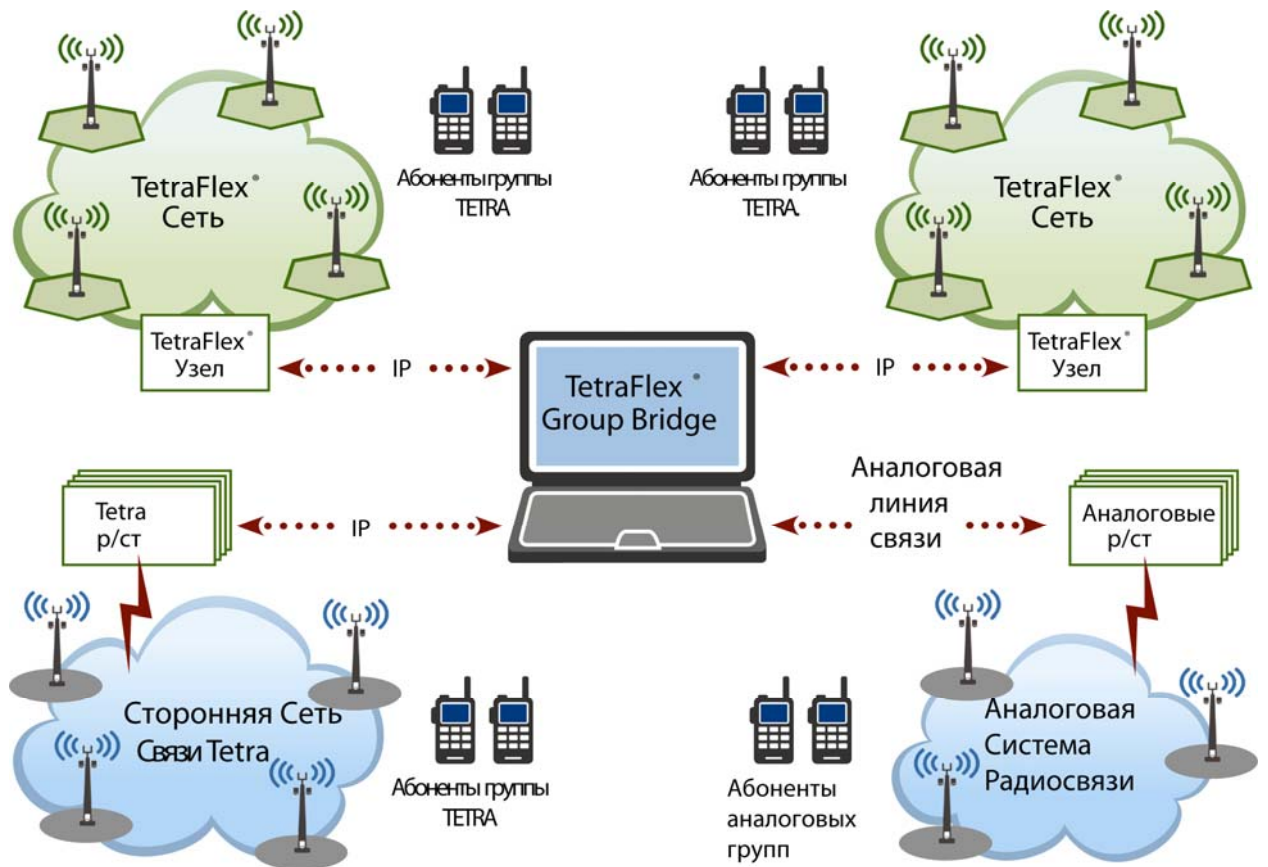 Абоненты группы
TETRA
Абоненты группы
TETRA.
TetraFlex®
Сеть
TetraFlex®
Сеть
TetraFlex®
Узел
IP
TetraFlex®
Group Bridge
IP
TetraFlex®
Узел
Tetra
р/ст
IP
Аналоговая
линия
связи
Аналоговые
р/ст
Сторонняя Сеть
Связи Tetra
Абоненты группы
TETRA
Абоненты
аналоговых
групп
Аналоговая
Система
Радиосвязи